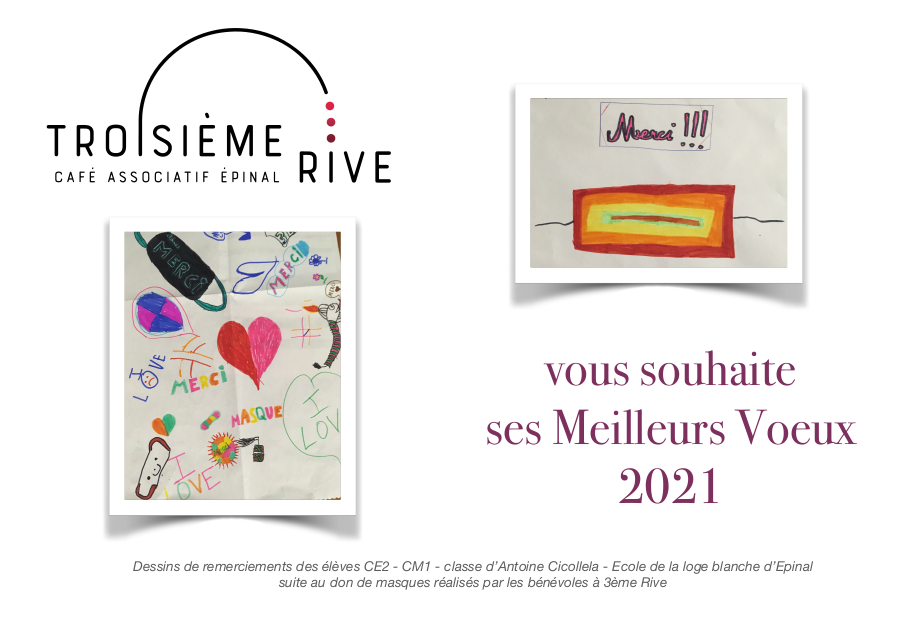 TROISIÈME
RIVE
CAFÉ ASSOCIATIF ÉPINAL
Merci !!!
MERCI
MERCI
I
LOVE
MERCI
MASQUE
I
LOV
I
LOVE
vous souhaite
ses Meilleurs Voeux
2021
Dessins de remerciements des élèves CE2 - CM1 - classe d'Antoine Cicollela - Ecole de la loge blanche d'Epinal
suite au don de masques réalisés par les bénévoles à 3ème Rive